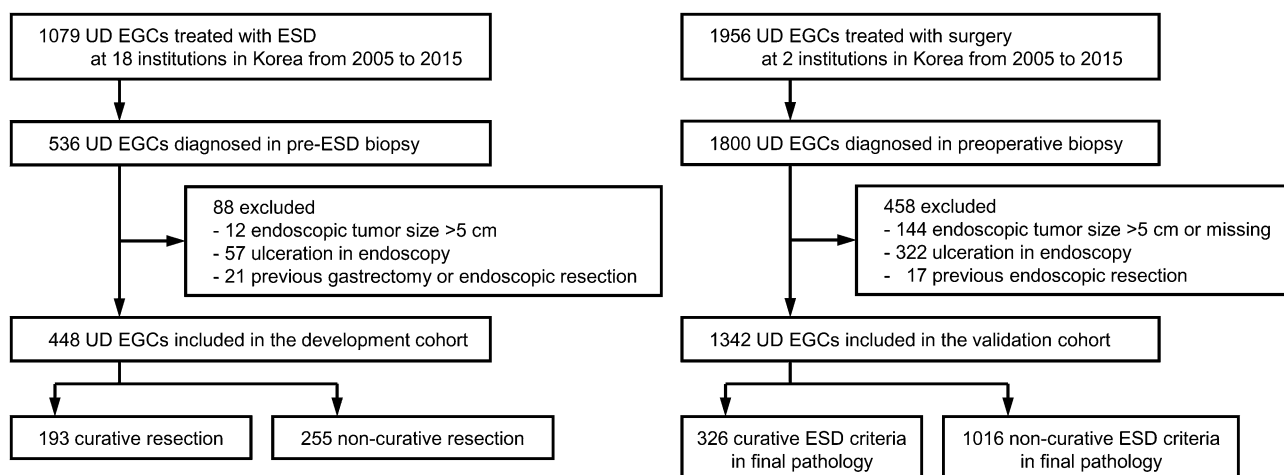 1079 UD EGCs treated with ESD
at 18 institutions in Korea from 2005 to 2015
536 UD EGCs diagnosed in pre-ESD biopsy
88 excluded
- 12 endoscopic tumor size >5 cm
- 57 ulceration in endoscopy
- 21 previous gastrectomy or endoscopic resection
448 UD EGCs included in the development cohort
193 curative resection
255 non-curative resection
1956 UD EGCs treated with surgery
at 2 institutions in Korea from 2005 to 2015
1800 UD EGCs diagnosed in preoperative biopsy
458 excluded
- 144 endoscopic tumor size >5 cm or missing
- 322 ulceration in endoscopy
- 17 previous endoscopic resection
1342 UD EGCs included in the validation cohort
326 curative ESD criteria
in final pathology
1016 non-curative ESD criteria
in final pathology